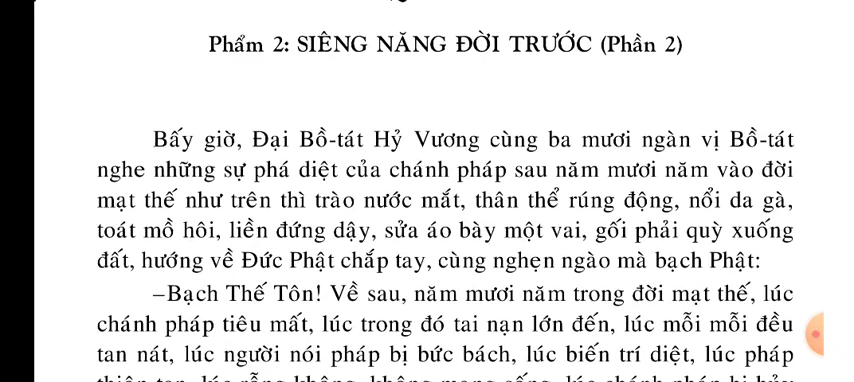 Phẩm 2: SIÊNG NĂNG ĐỜI TRƯỚC (Phần 2)
Bấy giờ, Đại Bồ-tát Hỷ Vương cùng ba mươi ngàn vị Bồ-tát
nghe những sự phá diệt của chánh pháp sau năm mươi năm vào đời
mạt thế như trên thì trào nước mắt, thân thể rúng động, nổi da gà,
toát mồ hôi, liền đứng dậy, sửa áo bày một vai, gối phải quỳ xuống
đất, hướng về Đức Phật chắp tay, cùng nghẹn ngào mà bạch Phật:
–Bạch Thế Tôn! Về sau, năm mươi năm trong đời mạt thế, lúc
chánh pháp tiêu mất, lúc trong đó tai nạn lớn đến, lúc mỗi mỗi đều
tan nát, lúc người nói pháp bị bức bách, lúc biến trí diệt, lúc pháp